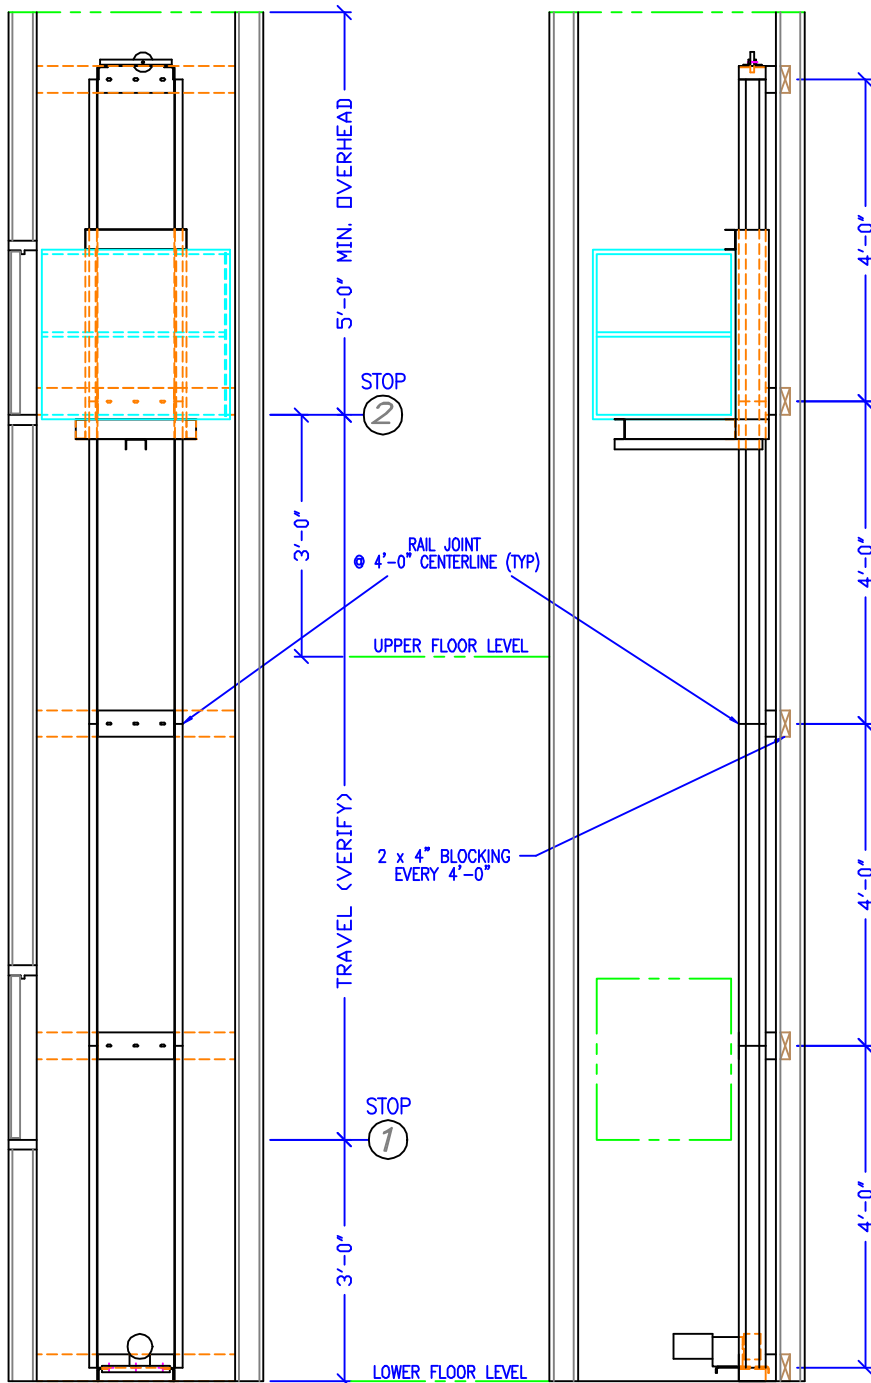 5'-0" MIN. OVERHEAD
4'-0"
STOP
2
3'-0"
RAIL JOINT
@ 4'-0" CENTERLINE (TYP)
4'-0"
UPPER FLOOR LEVEL
TRAVEL (VERIFY)
2 x 4" BLOCKING
EVERY 4'-0"
4'-0"
STOP
1
3'-0"
4'-0"
LOWER FLOOR LEVEL